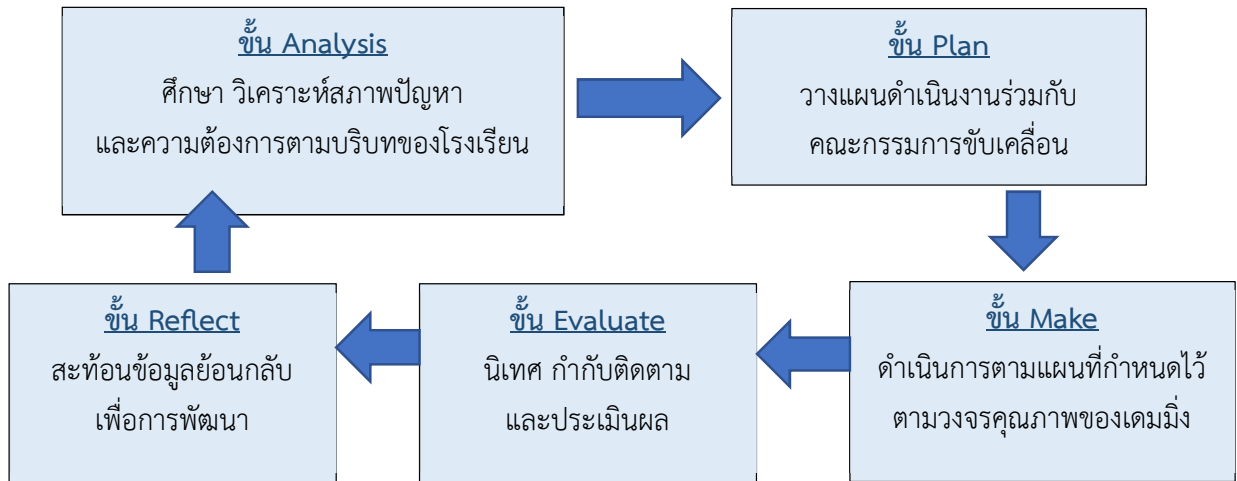 ขั้น Analysis
ศึกษา วิเคราะห์สภาพปัญหา
และความต้องการตามบริบทของโรงเรียน
ขั้น Plan
วางแผนดำเนินงานร่วมกับ
คณะกรรมการขับเคลื่อน
ขั้น Make
ดำเนินการตามแผนที่กำหนดไว้
ตามวงจรคุณภาพของเดมมิ่ง
ขั้น Evaluate
นิเทศ กำกับติดตาม
และประเมินผล
ขั้น Reflect
สะท้อนข้อมูลย้อนกลับ
เพื่อการพัฒนา